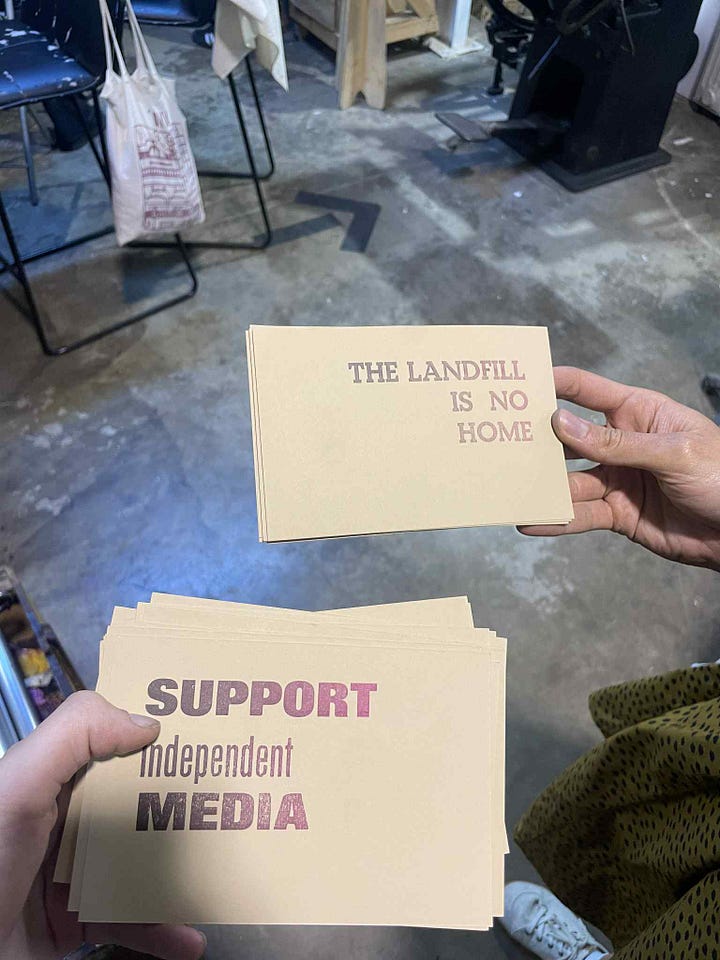 THE LANDFILL
IS NO
HOME
SUPPORT
independent
MEDIA